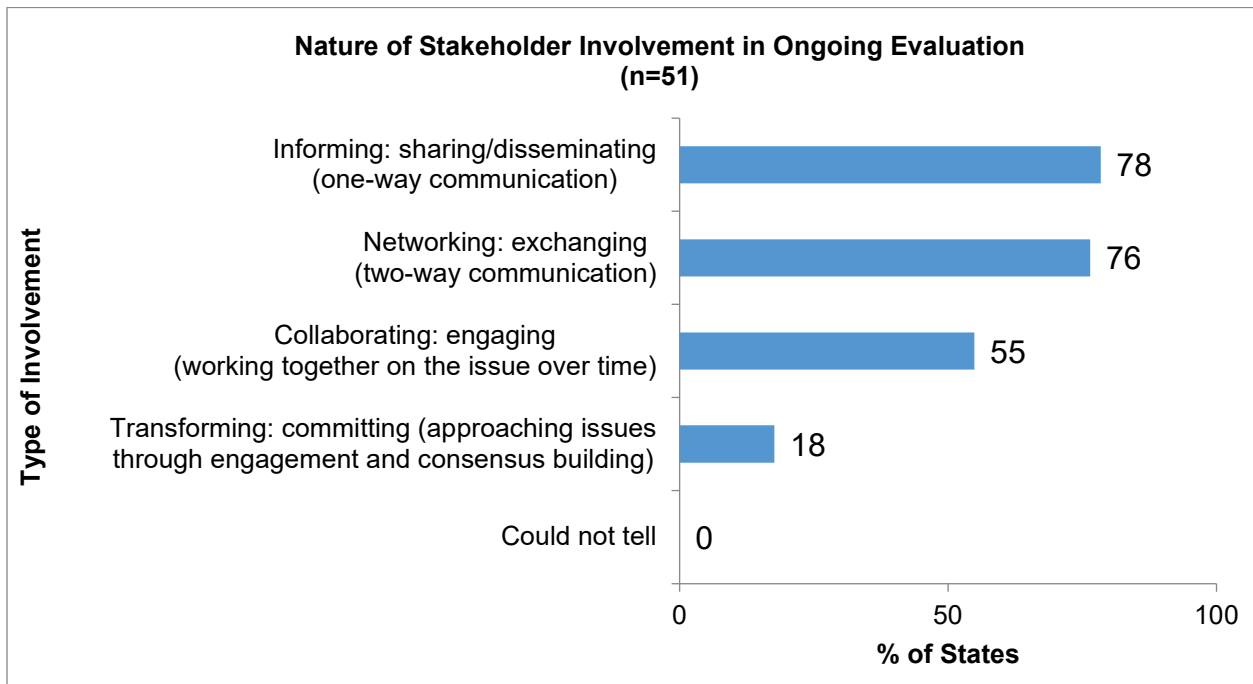 Nature of Stakeholder Involvement in Ongoing Evaluation
(n=51)
Type of Involvement
Informing: sharing/disseminating
(one-way communication)
78
Networking: exchanging
(two-way communication)
76
Collaborating: engaging
(working together on the issue over time)
55
Transforming: committing (approaching issues
through engagement and consensus building)
18
Could not tell
0
0
50
100
% of States